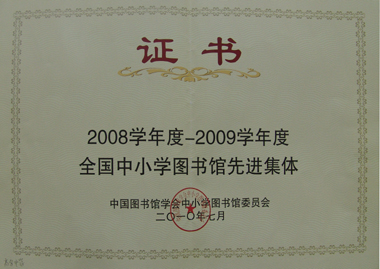 证书
2008学年度-2009学年度
全国中小学图书馆先进集体
中国图书馆学会中小学图书馆委员会
二〇一〇年七月